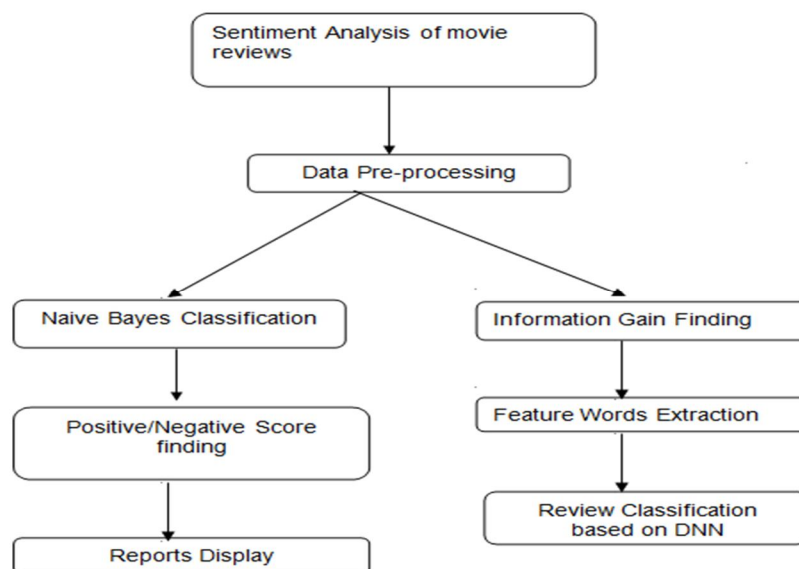 Sentiment Analysis of movie
reviews
Data Pre-processing
Naive Bayes Classification
Information Gain Finding
Positive/Negative Score
finding
Feature Words Extraction
Review Classification
based on DNN
Reports Display